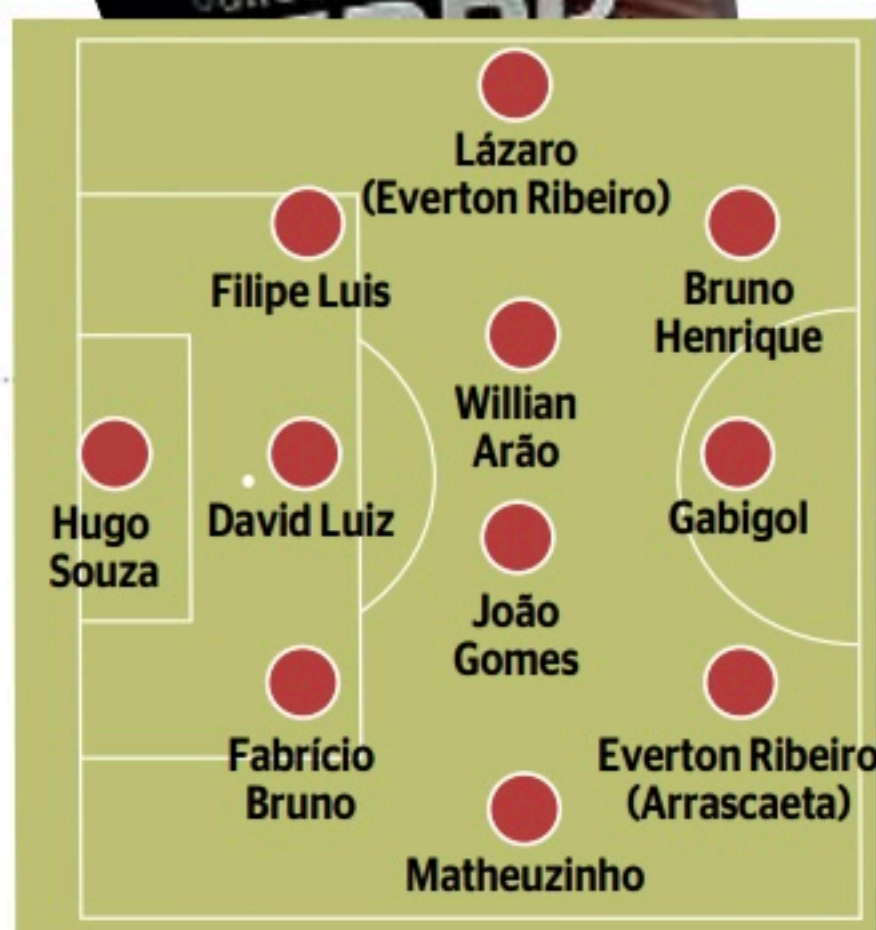 Lázaro
(Everton Ribeiro)
Filipe Luis
Bruno
Henrique
Willian
Arão
Hugo
Souza
David Luiz
Gabigol
João
Gomes
Fabrício
Bruno
Everton Ribeiro
(Arrascaeta)
Matheuzinho